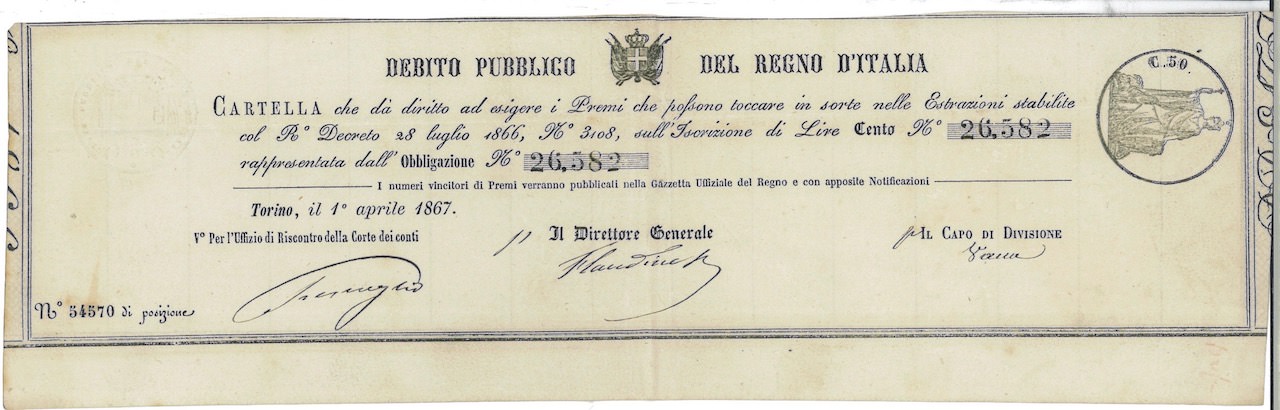 DEBITO PUBBLICO DEL REGNO D'ITALIA
C. 50.
CARTELLA che dà diritto ad esigere i Premi che possono toccare in sorte nelle Estrazioni stabilite
col R.° Decreto 28 luglio 1866, N.° 3108, sull'Iscrizione di Lire Cento N.° 26,582
rappresentata dall'Obbligazione N.° 26,582
I numeri vincitori di Premi verranno pubblicati nella Gazzetta Uffiziale del Regno e con apposite Notificazioni
Torino, il 1° aprile 1867.
V° Per l'Uffizio di Riscontro della Corte dei conti
p Il Direttore Generale
p IL CAPO DI DIVISIONE
N.° 54570 di posizione